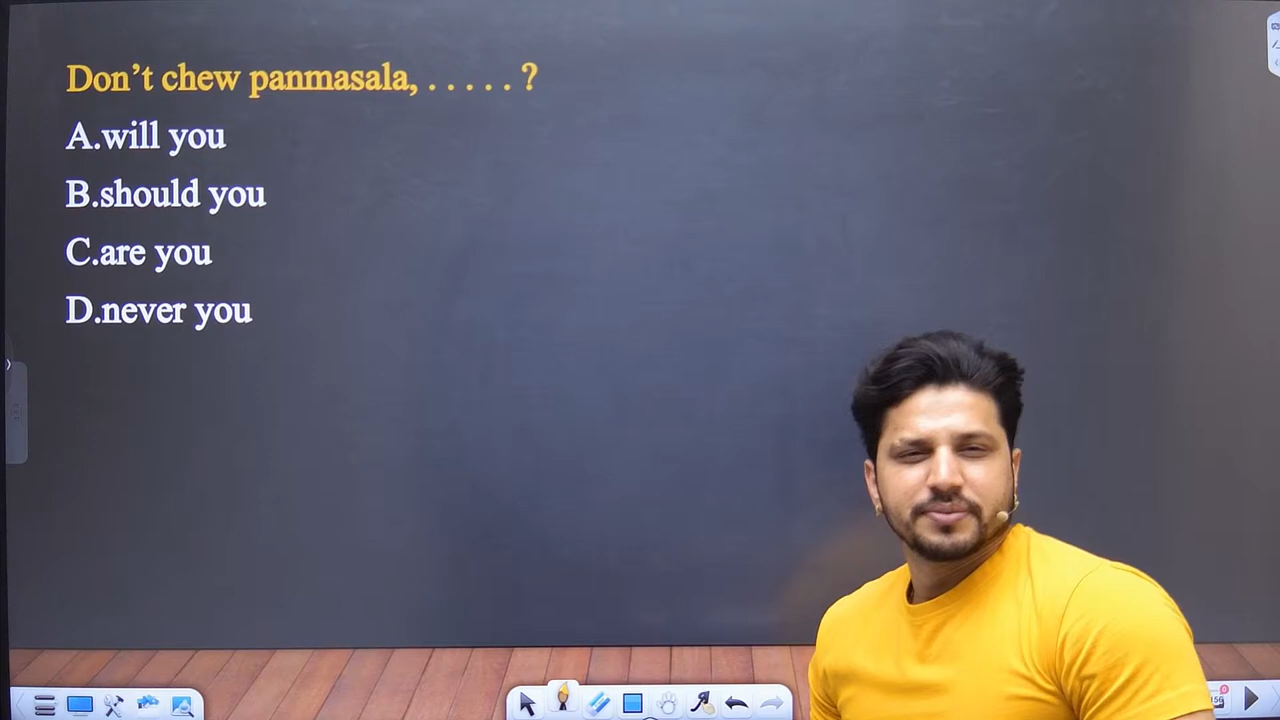 Don’t chew panmasala, . . . . . ?
A.will you
B.should you
C.are you
D.never you